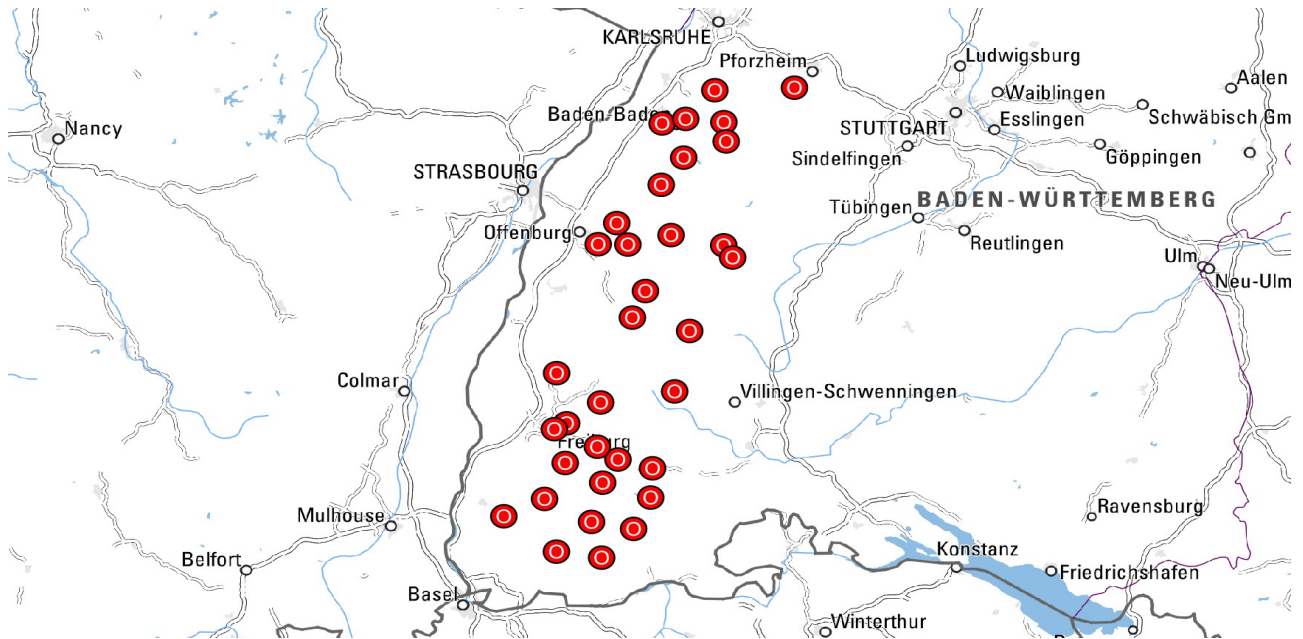 KARLSRUHE
Ludwigsburg
Pforzheim
Aalen
Waiblingen
Baden-Baden
Schwäbisch Gm
Nancy
STUTTGART
Esslingen
Sindelfingen
Göppingen
STRASBOURG
BADEN-WÜRTTEMBERG
Tübingen
Offenburg
Reutlingen
Ulm
Neu-Ulm
Colmar
Villingen-Schwenningen
Freiburg
Ravensburg
Mulhouse
Konstanz
Belfort
Friedrichshafen
Basel
Winterthur